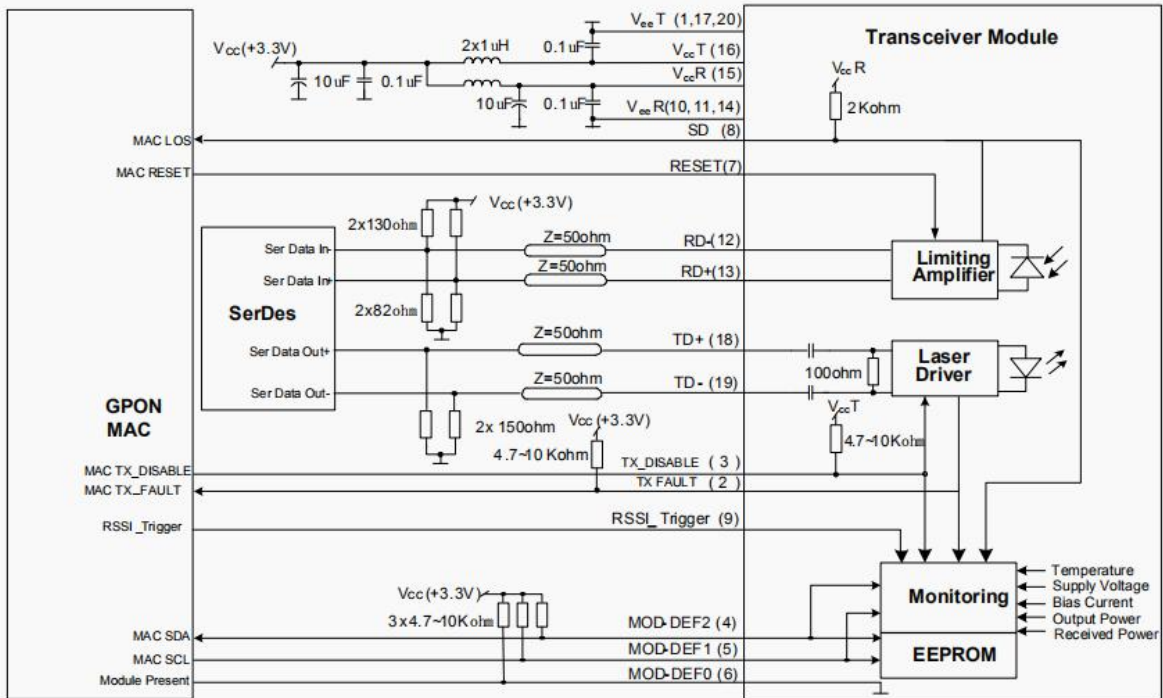 VeeT (1,17,20)
Transceiver Module
Vcc(+3.3V)
2x1uH
0.1uF
VccT (16)
VccR (15)
VccR
10uF
0.1uF
10uF
0.1uF
VeeR(10, 11, 14)
2Kohm
MAC LOS
SD (8)
MAC RESET
RESET(7)
Vcc(+3.3V)
2x130ohm
Z=50ohm
RD-(12)
Ser Data In-
Limiting
Amplifier
Z=50ohm
RD+(13)
Ser Data In+
SerDes
2x82ohm
Z=50ohm
TD+ (18)
Ser Data Out+
Laser
Driver
100ohm
Z=50ohm
TD- (19)
Ser Data Out-
GPON
MAC
Vcc(+3.3V)
VccT
2x 150ohm
4.7~10 Kohm
4.7~10Kohm
MAC TX_DISABLE
TX_DISABLE ( 3 )
MAC TX_FAULT
TX FAULT ( 2 )
RSSI_Trigger
RSSI_Trigger (9)
Temperature
Supply Voltage
Bias Current
Output Power
Received Power
Monitoring
EEPROM
Vcc(+3.3V)
3x4.7~10Kohm
MAC SDA
MOD-DEF2 (4)
MAC SCL
MOD-DEF1 (5)
Module Present
MOD-DEF0 (6)